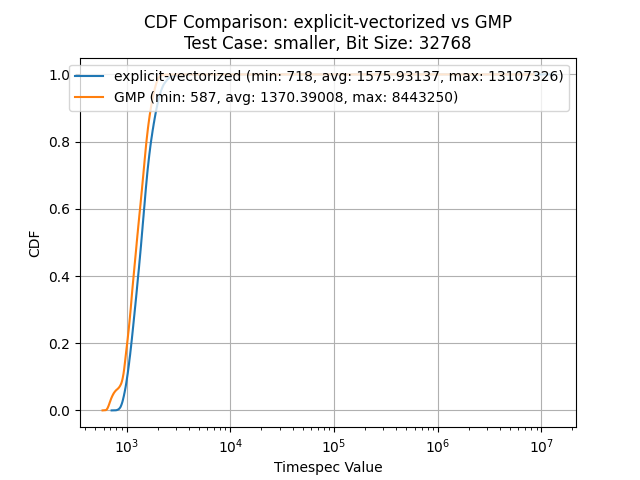 CDF Comparison: explicit-vectorized vs GMP
Test Case: smaller, Bit Size: 32768
explicit-vectorized (min: 718, avg: 1575.93137, max: 13107326)
GMP (min: 587, avg: 1370.39008, max: 8443250)
1.0
0.8
0.6
0.4
0.2
0.0
CDF
10³ 10⁴ 10⁵ 10⁶ 10⁷
Timespec Value